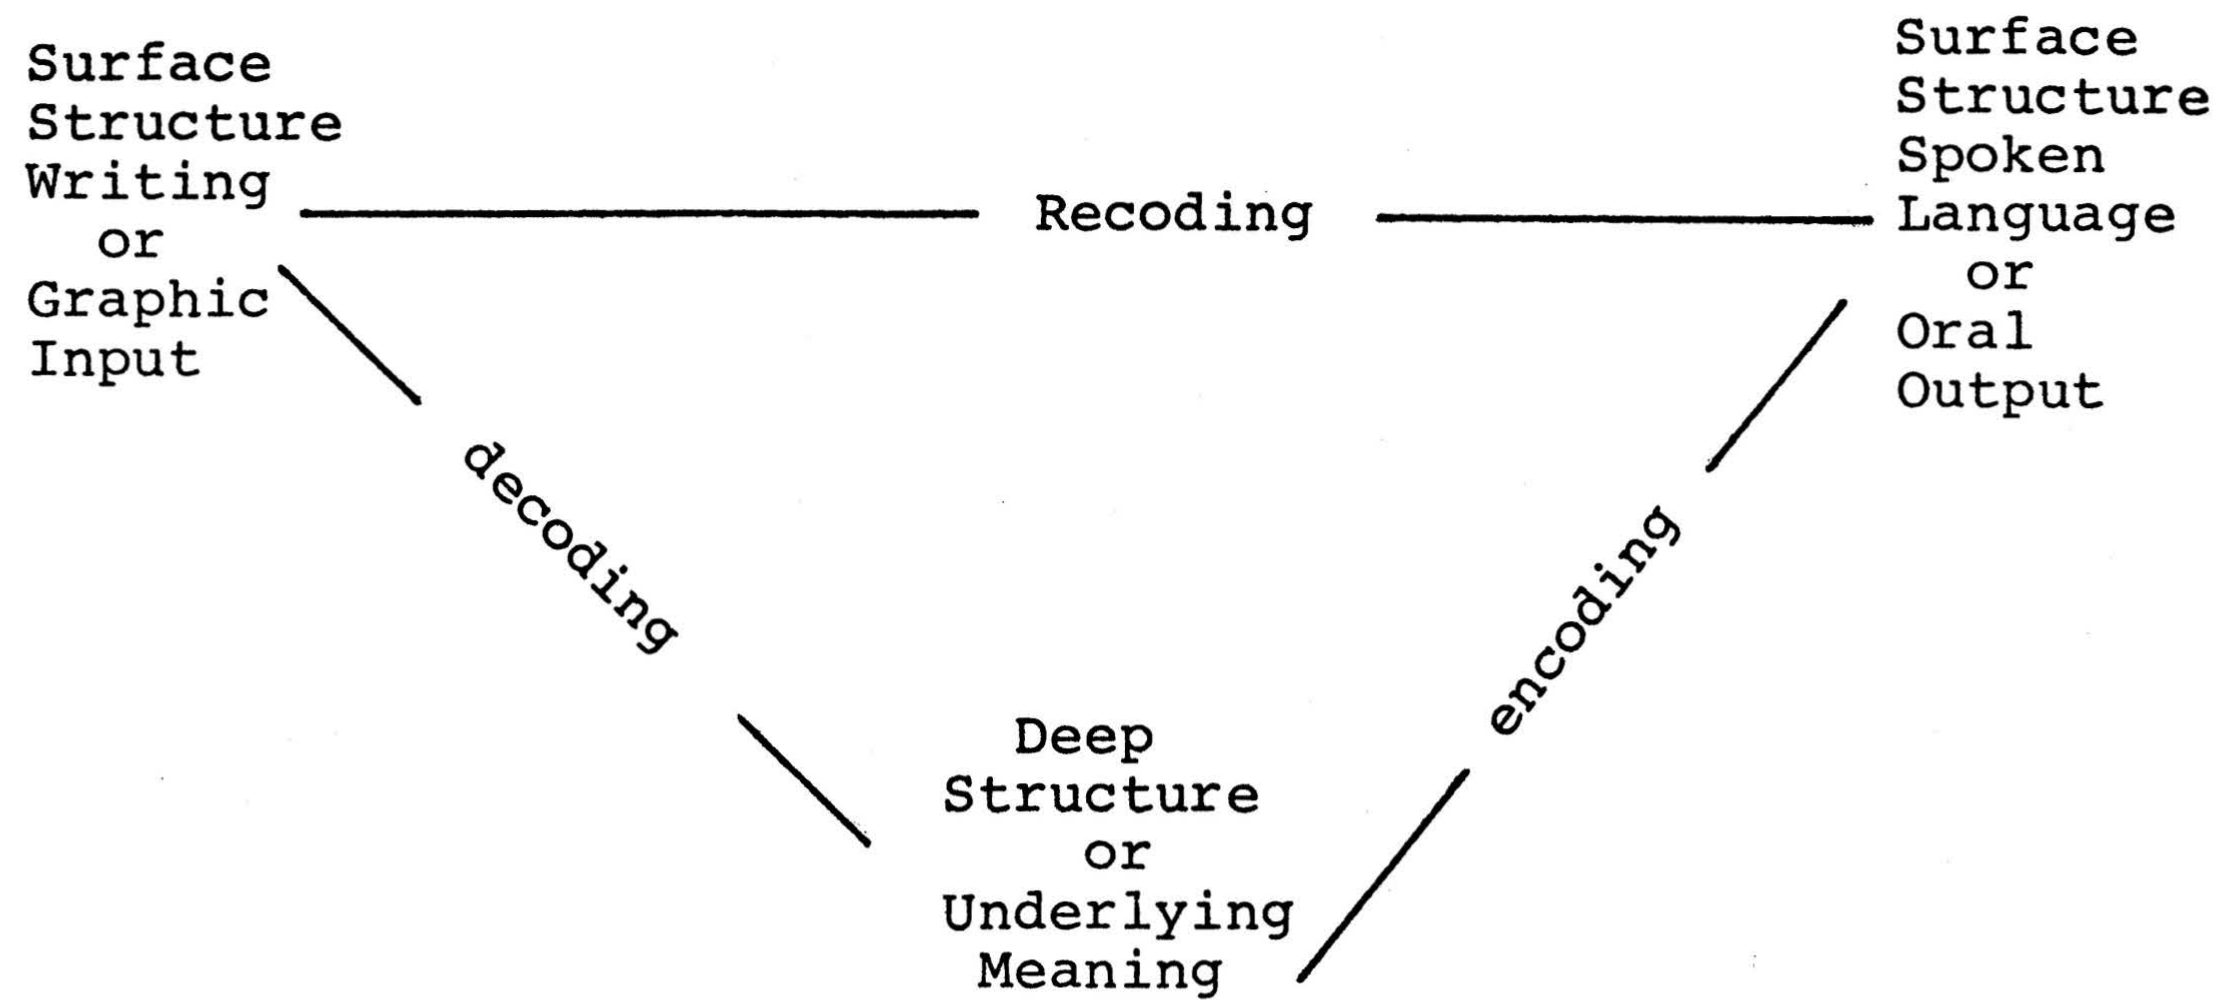 Surface
Structure
Writing
or
Graphic
Input
Recoding
Surface
Structure
Spoken
Language
or
Oral
Output
decoding
encoding
Deep
Structure
or
Underlying
Meaning